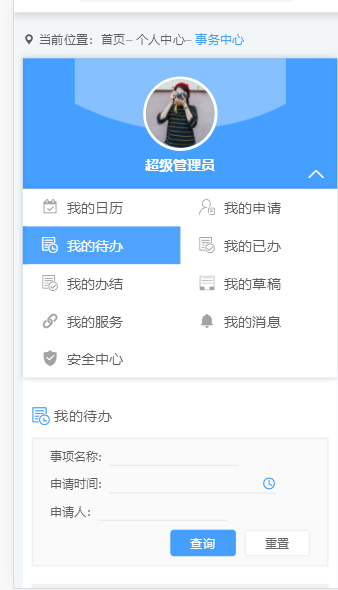 当前位置：首页– 个人中心– 事务中心
超级管理员
我的日历 我的申请
我的待办 我的已办
我的办结 我的草稿
我的服务 我的消息
安全中心
我的待办
事项名称:
申请时间:
申请人:
查询 重置